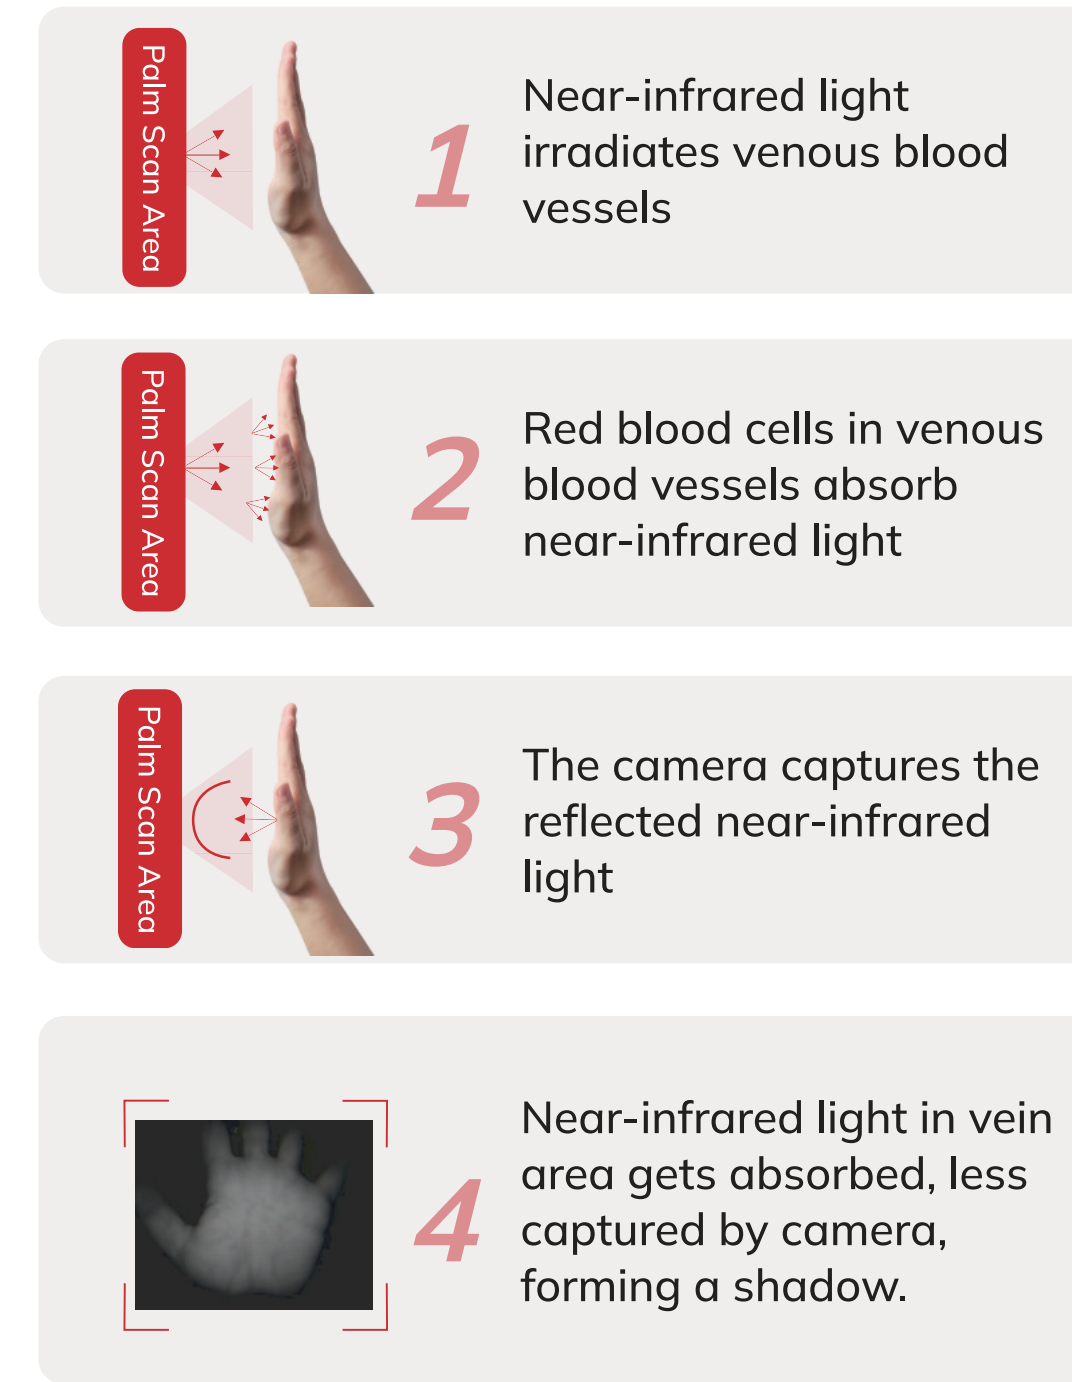 Palm Scan Area
1
Near-infrared light
irradiates venous blood
vessels
Palm Scan Area
2
Red blood cells in venous
blood vessels absorb
near-infrared light
Palm Scan Area
3
The camera captures the
reflected near-infrared
light
4
Near-infrared light in vein
area gets absorbed, less
captured by camera,
forming a shadow.